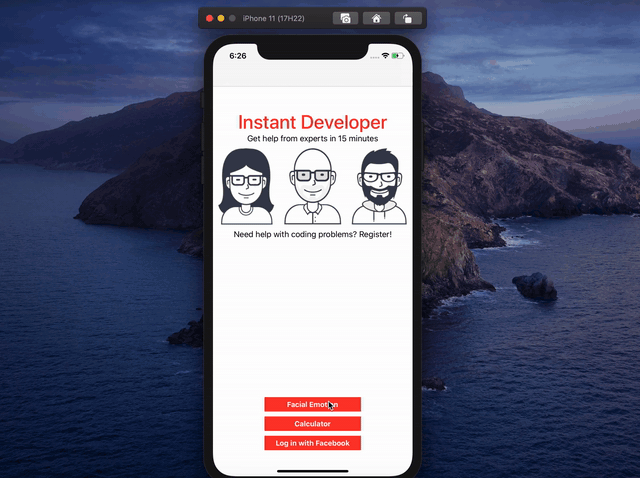 iPhone 11 (17H22)
6:26
Instant Developer
Get help from experts in 15 minutes
Need help with coding problems? Register!
Facial Emotion
Calculator
Log in with Facebook